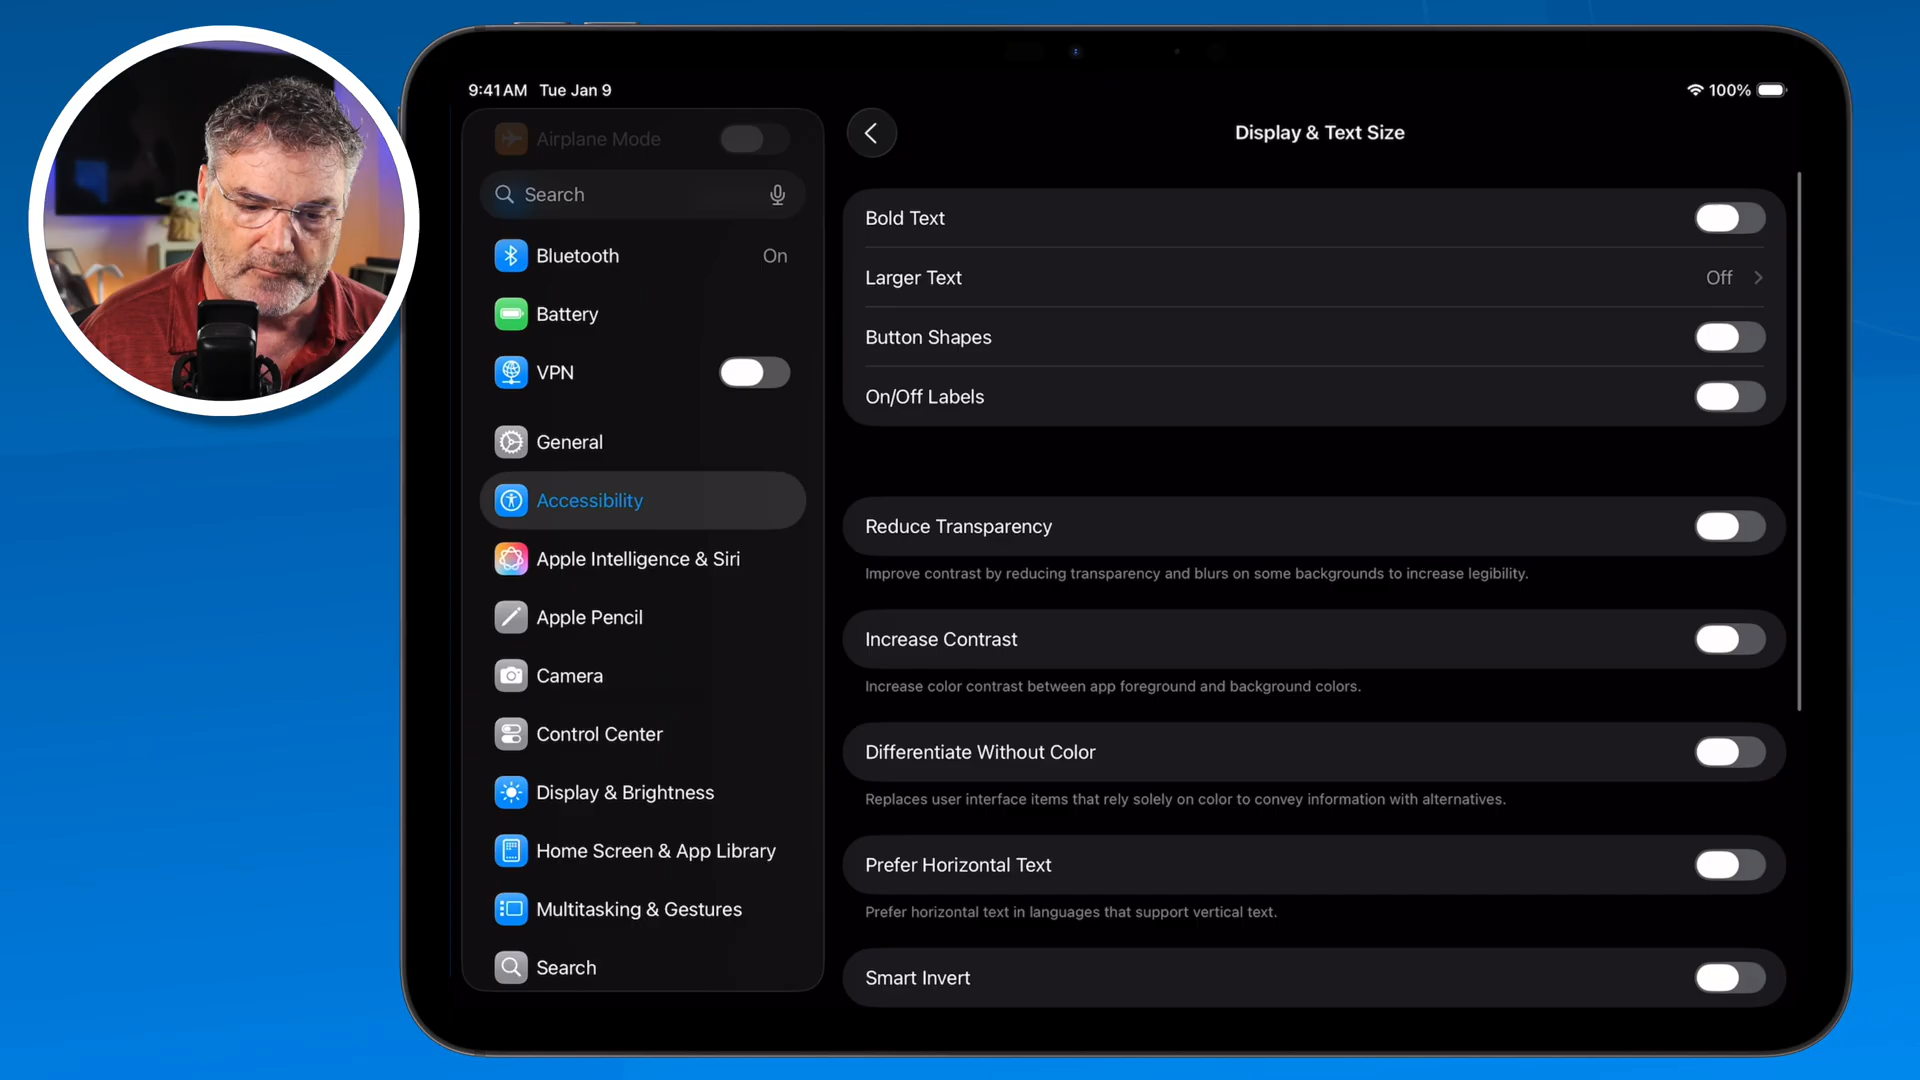 9:41 AM Tue Jan 9
100%
Airplane Mode
Search
Bluetooth On
Battery
VPN
General
Accessibility
Apple Intelligence & Siri
Apple Pencil
Camera
Control Center
Display & Brightness
Home Screen & App Library
Multitasking & Gestures
Search
Display & Text Size
Bold Text
Larger Text Off
Button Shapes
On/Off Labels
Reduce Transparency
Improve contrast by reducing transparency and blurs on some backgrounds to increase legibility.
Increase Contrast
Increase color contrast between app foreground and background colors.
Differentiate Without Color
Replaces user interface items that rely solely on color to convey information with alternatives.
Prefer Horizontal Text
Prefer horizontal text in languages that support vertical text.
Smart Invert